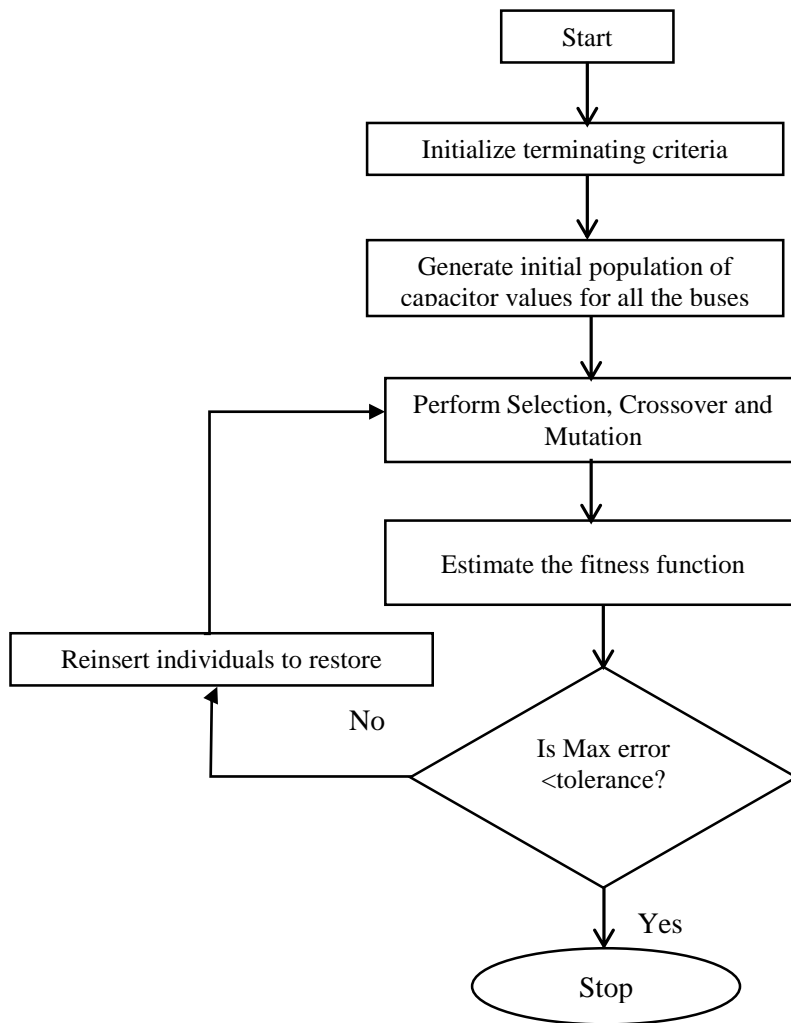 Start
Initialize terminating criteria
Generate initial population of
capacitor values for all the buses
Perform Selection, Crossover and
Mutation
Estimate the fitness function
Reinsert individuals to restore
No
Is Max error
<tolerance?
Yes
Stop